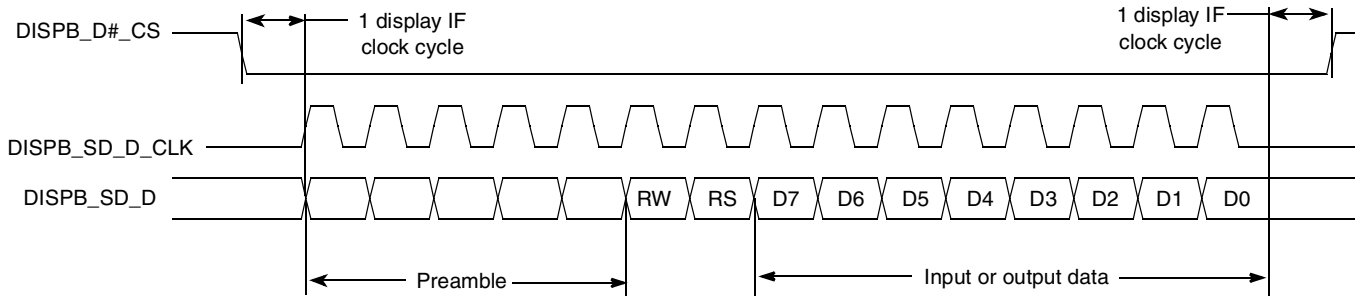 1 display IF
clock cycle
1 display IF
clock cycle
DISPB_D#_CS
DISPB_SD_D_CLK
DISPB_SD_D
RW RS D7 D6 D5 D4 D3 D2 D1 D0
Preamble
Input or output data